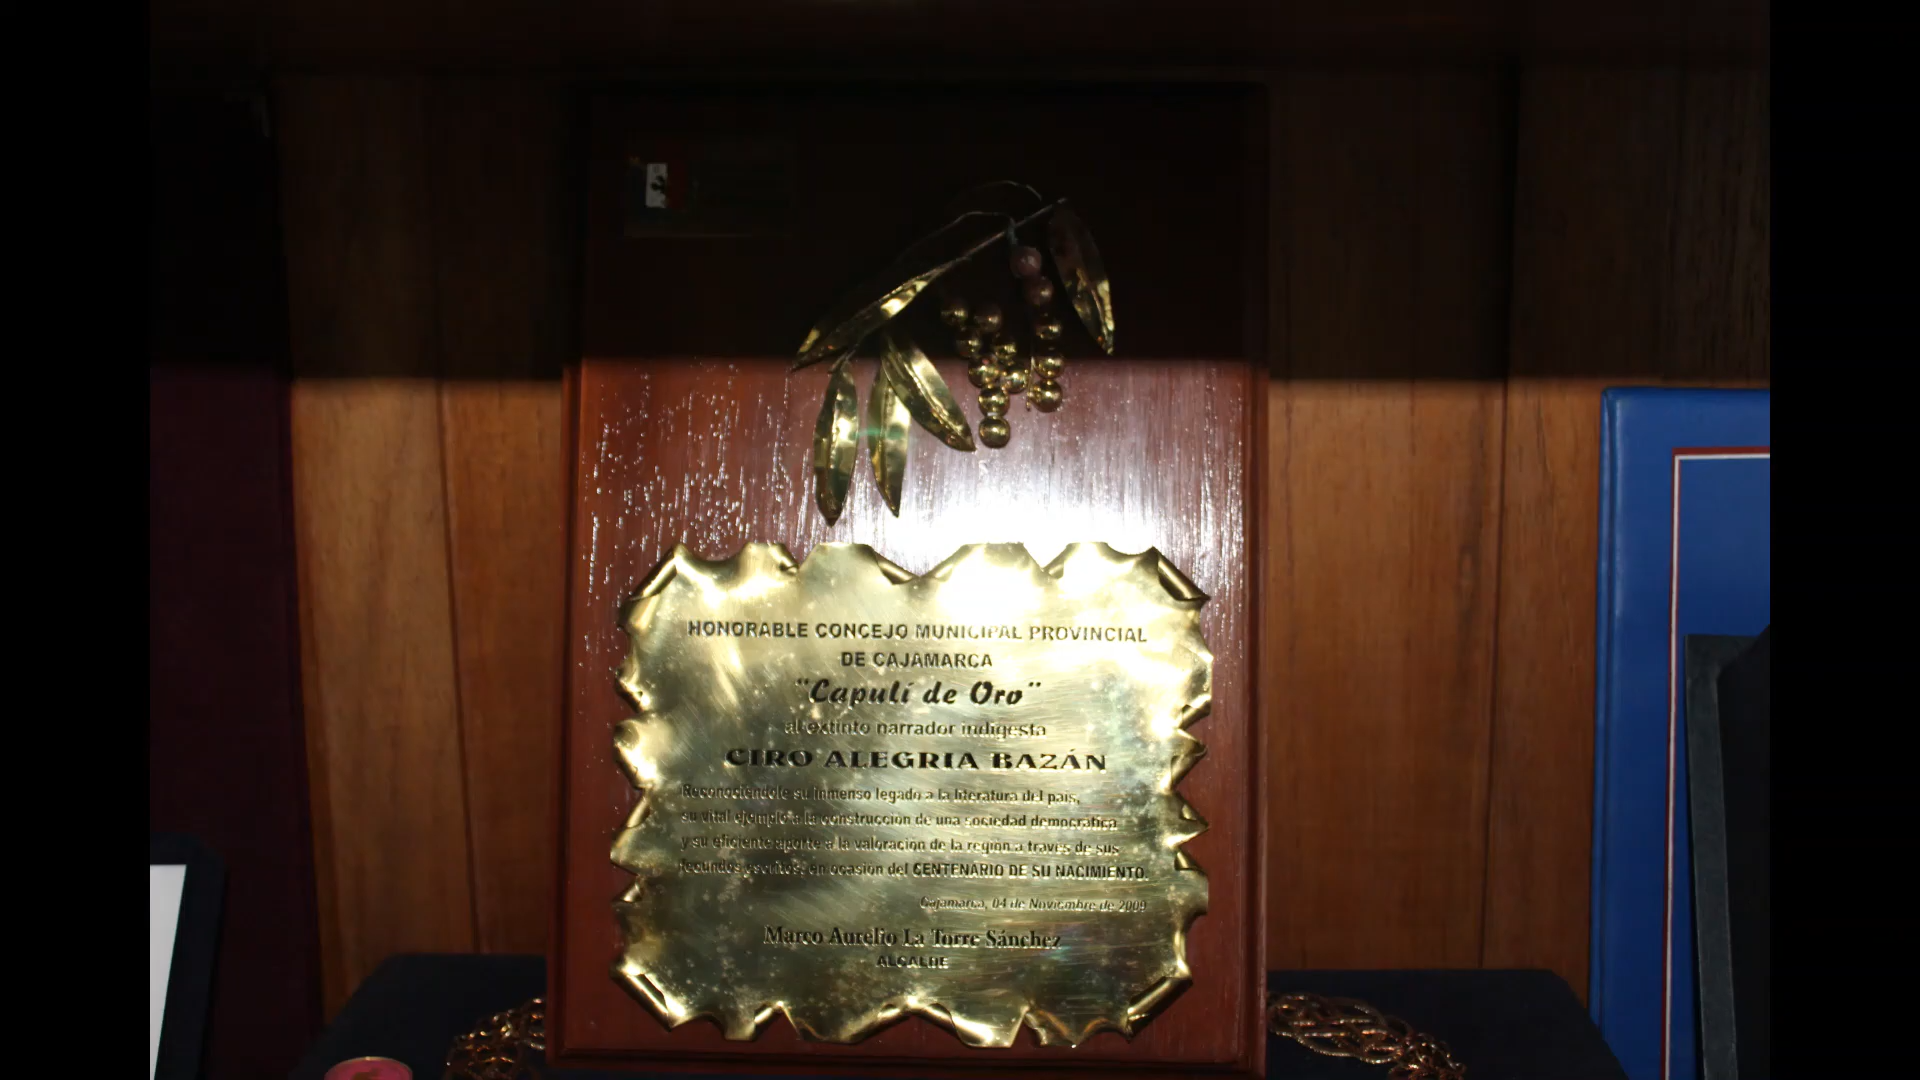 HONORABLE CONCEJO MUNICIPAL PROVINCIAL
DE CAJAMARCA
"Capulí de Oro"
al extinto narrador indigesta
CIRO ALEGRIA BAZÁN
Reconociéndole su inmenso legado a la literatura del país,
su vital ejemplo a la construcción de una sociedad democrática
y su eficiente aporte a la valoración de la región a través de sus
fecundos escritos, en ocasión del CENTENARIO DE SU NACIMIENTO.
Cajamarca, 04 de Noviembre de 2009
Marco Aurelio La Torre Sánchez
ALCALDE